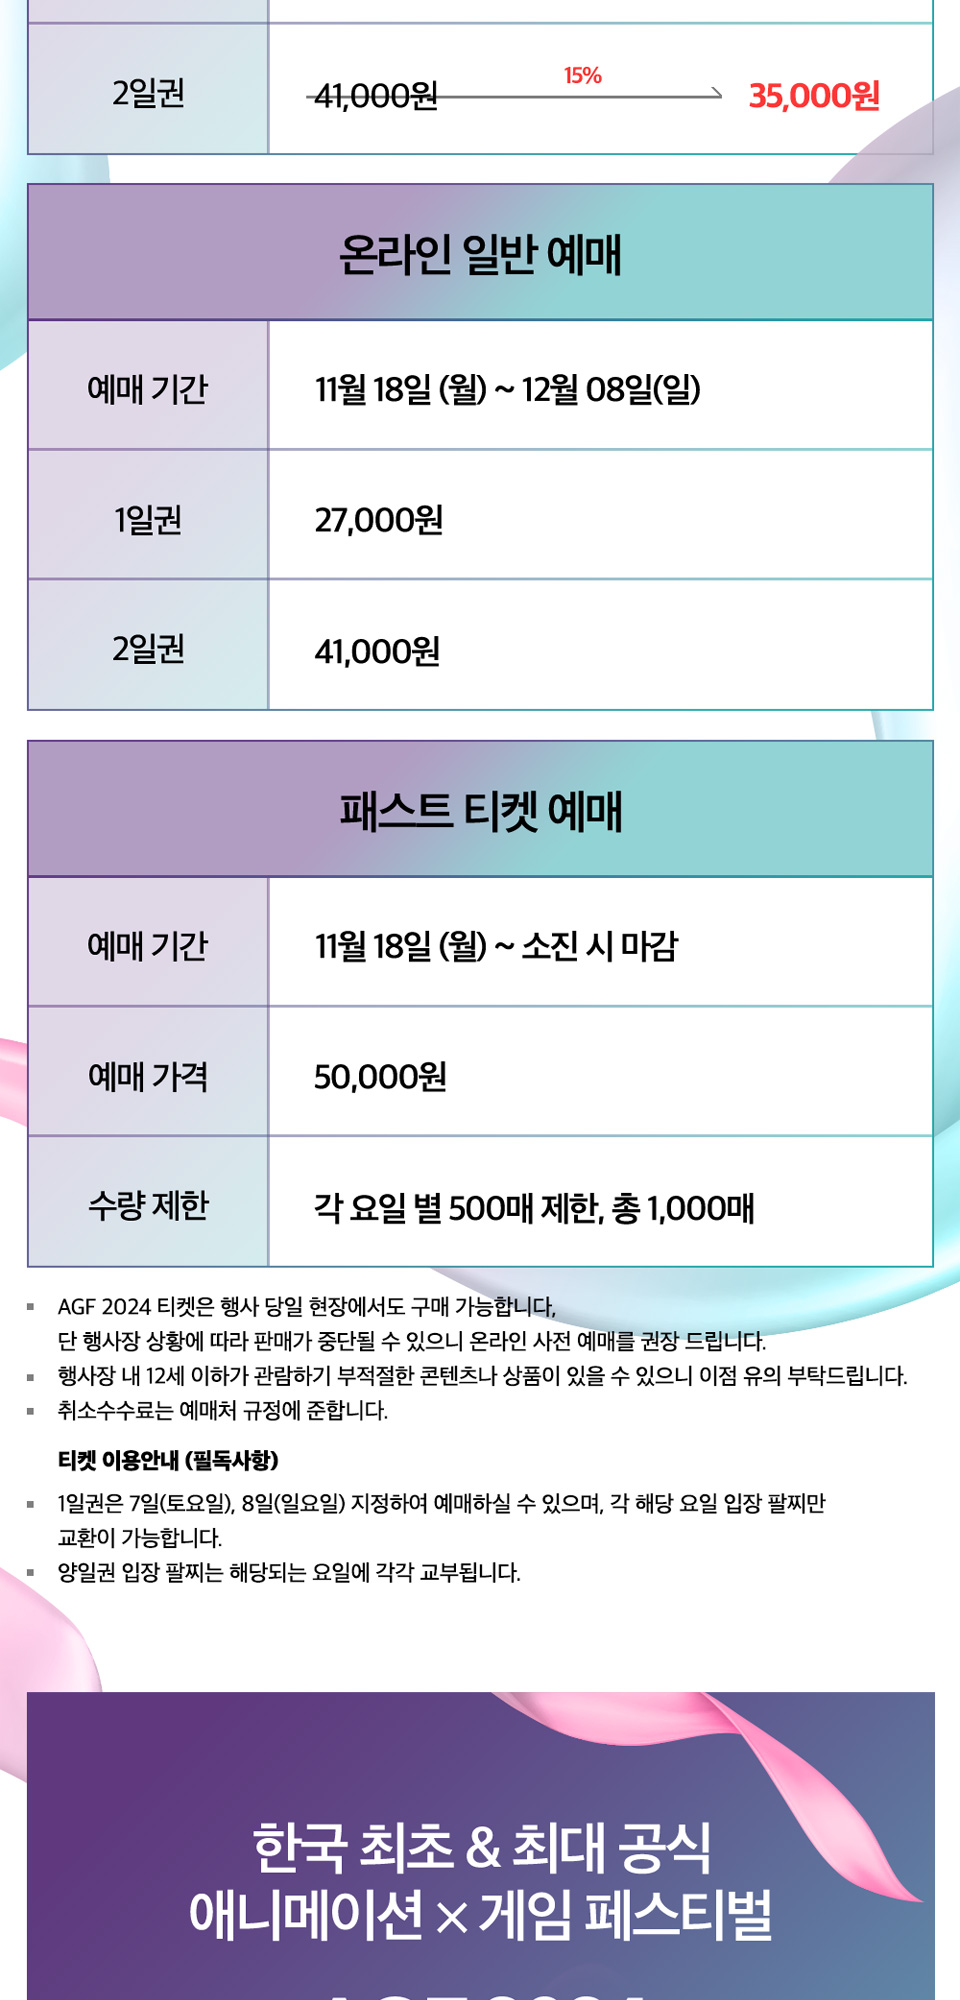 2일권 41,000원 15% 35,000원
온라인 일반 예매
예매 기간 11월 18일 (월) ~ 12월 08일(일)
1일권 27,000원
2일권 41,000원
패스트 티켓 예매
예매 기간 11월 18일 (월) ~ 소진 시 마감
예매 가격 50,000원
수량 제한 각 요일 별 500매 제한, 총 1,000매
AGF 2024 티켓은 행사 당일 현장에서도 구매 가능합니다,
단 행사장 상황에 따라 판매가 중단될 수 있으니 온라인 사전 예매를 권장 드립니다.
행사장 내 12세 이하가 관람하기 부적절한 콘텐츠나 상품이 있을 수 있으니 이점 유의 부탁드립니다.
취소수수료는 예매처 규정에 준합니다.
티켓 이용안내 (필독사항)
1일권은 7일(토요일), 8일(일요일) 지정하여 예매하실 수 있으며, 각 해당 요일 입장 팔찌만
교환이 가능합니다.
양일권 입장 팔찌는 해당되는 요일에 각각 교부됩니다.
한국 최초 & 최대 공식
애니메이션 × 게임 페스티벌